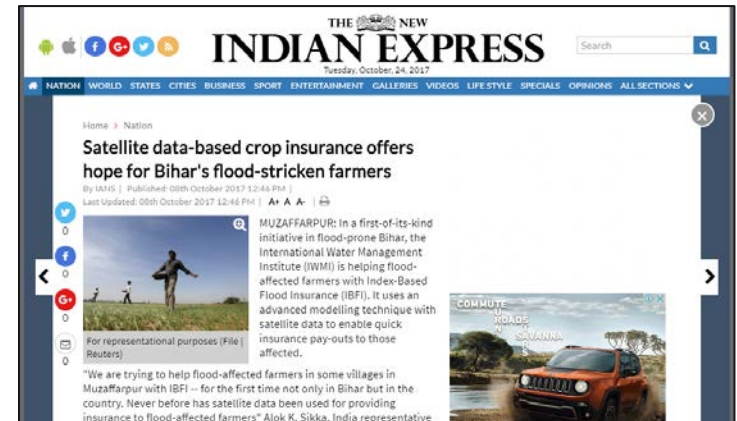 THE NEW
INDIAN EXPRESS
Tuesday, October, 24, 2017
Search
NATION WORLD STATES CITIES BUSINESS SPORT ENTERTAINMENT GALLERIES VIDEOS LIFE STYLE SPECIALS OPINIONS ALL SECTIONS
Home > Nation
Satellite data-based crop insurance offers
hope for Bihar's flood-stricken farmers
By IANS | Published: 08th October 2017 12:46 PM |
Last Updated: 08th October 2017 12:46 PM | A+ A A- |
0
0
0
0
For representational purposes (File |
Reuters)
MUZAFFARPUR: In a first-of-its-kind
initiative in flood-prone Bihar, the
International Water Management
Institute (IWMI) is helping flood-
affected farmers with Index-Based
Flood Insurance (IBFI). It uses an
advanced modelling technique with
satellite data to enable quick
insurance pay-outs to those
affected.
"We are trying to help flood-affected farmers in some villages in
Muzaffarpur with IBFI -- for the first time not only in Bihar but in the
country. Never before has satellite data been used for providing
insurance to flood-affected farmers" Alok K. Sikka, India representative
COMMUTE
ROADS
SAVANNA